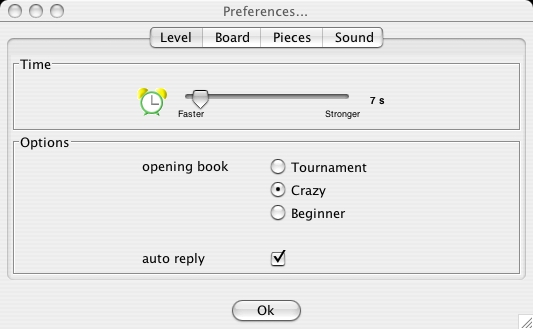 Preferences...
Level Board Pieces Sound
Time
7 s
Faster Stronger
Options
opening book Tournament
Crazy
Beginner
auto reply
Ok